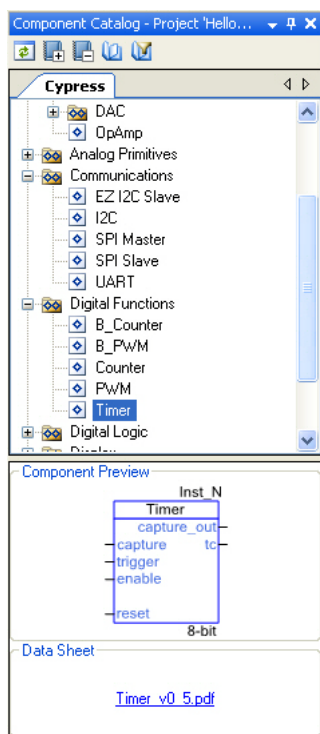 Component Catalog - Project 'Hello...
Cypress
DAC
OpAmp
Analog Primitives
Communications
EZ I2C Slave
I2C
SPI Master
SPI Slave
UART
Digital Functions
B_Counter
B_PWM
Counter
PWM
Timer
Digital Logic
Display
Component Preview
Inst_N
Timer
capture_out
capture tc
trigger
enable
reset
8-bit
Data Sheet
Timer_v0_5.pdf